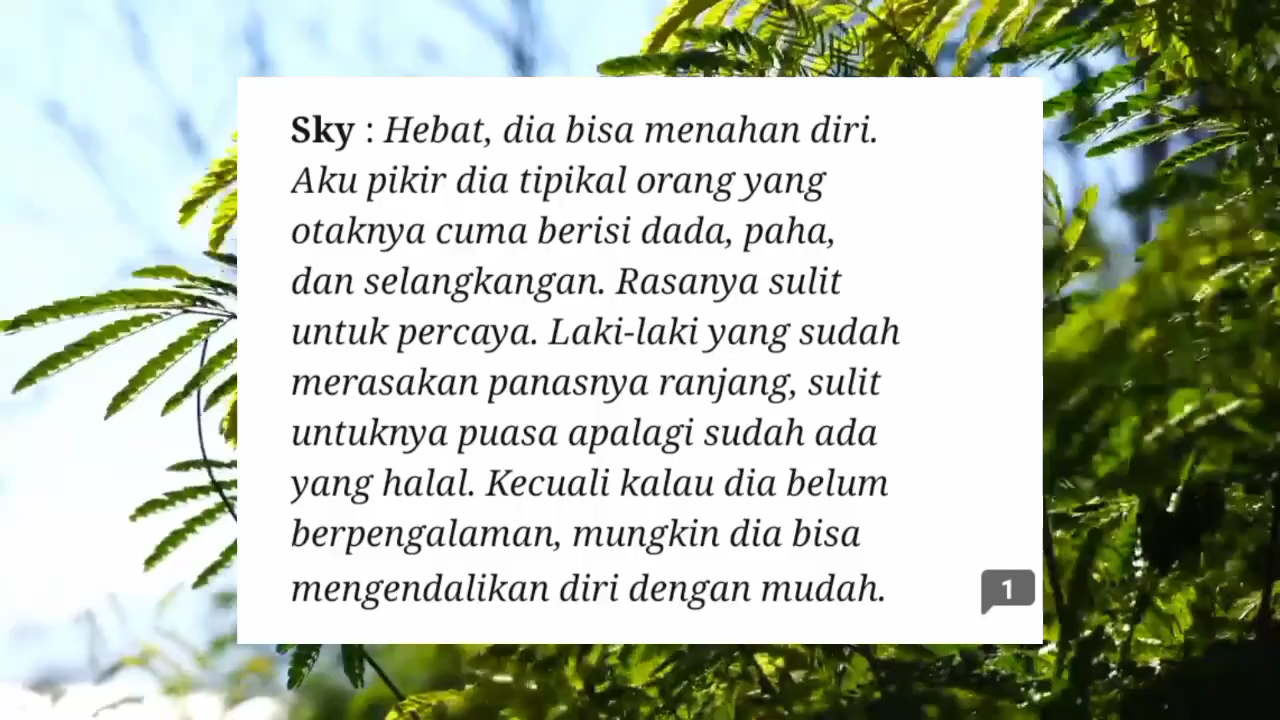 Sky : Hebat, dia bisa menahan diri.
Aku pikir dia tipikal orang yang
otaknya cuma berisi dada, paha,
dan selangkangan. Rasanya sulit
untuk percaya. Laki-laki yang sudah
merasakan panasnya ranjang, sulit
untuknya puasa apalagi sudah ada
yang halal. Kecuali kalau dia belum
berpengalaman, mungkin dia bisa
mengendalikan diri dengan mudah.
1